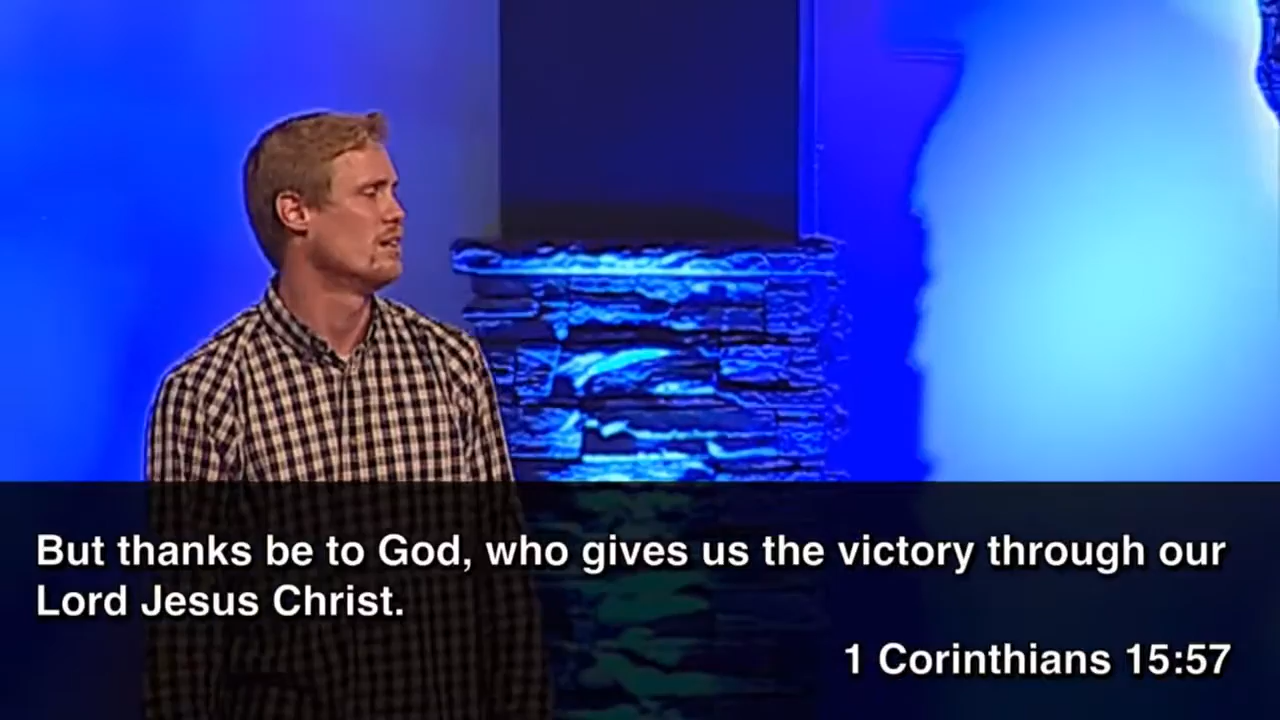 But thanks be to God, who gives us the victory through our
Lord Jesus Christ.
1 Corinthians 15:57